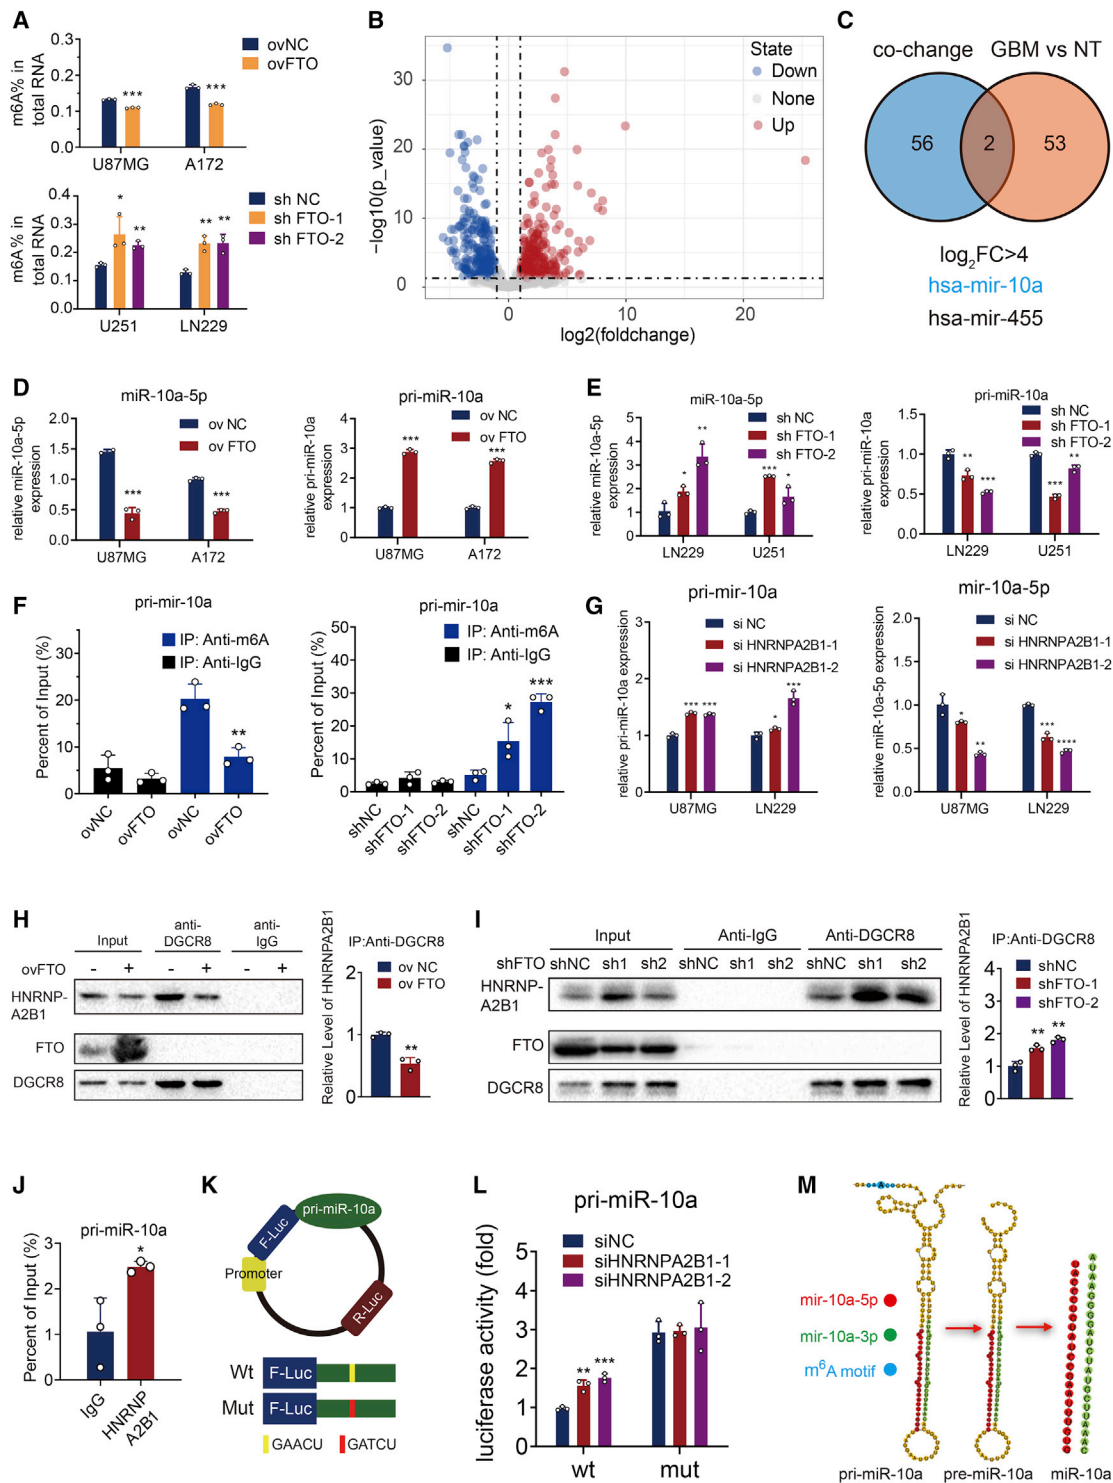 A
m6A% in
total RNA
0.3
0.2
0.1
0.0
ovNC
ovFTO
***
***
U87MG
A172
m6A% in
total RNA
0.4
0.3
0.2
0.1
0.0
sh NC
sh FTO-1
sh FTO-2
*
**
**
**
U251
LN229
B
−log10(p_value)
30
20
10
0
State
Down
None
Up
0
10
20
log2(foldchange)
C
co-change
GBM vs NT
56
2
53
log2FC>4
hsa-mir-10a
hsa-mir-455
D
miR-10a-5p
relative miR-10a-5p
expression
2.0
1.5
1.0
0.5
0.0
ov NC
ov FTO
***
***
U87MG
A172
pri-miR-10a
relative pri-miR-10a
expression
4
3
2
1
0
ov NC
ov FTO
***
***
U87MG
A172
E
miR-10a-5p
relative miR-10a-5p
expression
5
4
3
2
1
0
sh NC
sh FTO-1
sh FTO-2
*
**
***
*
LN229
U251
pri-miR-10a
relative pri-miR-10a
expression
1.5
1.0
0.5
0.0
sh NC
sh FTO-1
sh FTO-2
**
***
***
**
LN229
U251
F
pri-mir-10a
Percent of Input (%)
30
20
10
0
IP: Anti-m6A
IP: Anti-IgG
**
ovNC
ovFTO
ovNC
ovFTO
pri-mir-10a
Percent of Input (%)
50
40
30
20
10
0
IP: Anti-m6A
IP: Anti-IgG
*
***
shNC
shFTO-1
shFTO-2
shNC
shFTO-1
shFTO-2
G
pri-mir-10a
relative pri-miR-10a expression
3
2
1
0
si NC
si HNRNPA2B1-1
si HNRNPA2B1-2
***
***
*
***
U87MG
LN229
mir-10a-5p
relative miR-10a-5p expression
2.0
1.5
1.0
0.5
0.0
si NC
si HNRNPA2B1-1
si HNRNPA2B1-2
*
**
***
****
U87MG
LN229
H
Input
anti-
DGCR8
anti-
IgG
ovFTO
- + - + - +
HNRNP-
A2B1
FTO
DGCR8
IP:Anti-DGCR8
Relative Level of HNRNPA2B1
2
1
0
ov NC
ov FTO
**
I
Input
Anti-IgG
Anti-DGCR8
shFTO shNC sh1 sh2 shNC sh1 sh2 shNC sh1 sh2
HNRNP-
A2B1
FTO
DGCR8
IP:Anti-DGCR8
Relative Level of HNRNPA2B1
4
3
2
1
0
shNC
shFTO-1
shFTO-2
**
**
J
pri-miR-10a
Percent of Input (%)
3
2
1
0
*
IgG
HNRNP
A2B1
K
pri-miR-10a
F-Luc
Promoter
R-Luc
Wt
F-Luc
Mut
F-Luc
GAACU
GATCU
L
pri-miR-10a
luciferase activity (fold)
5
4
3
2
1
0
siNC
siHNRNPA2B1-1
siHNRNPA2B1-2
**
***
wt
mut
M
mir-10a-5p
mir-10a-3p
m6A motif
pri-miR-10a
pre-miR-10a
miR-10a